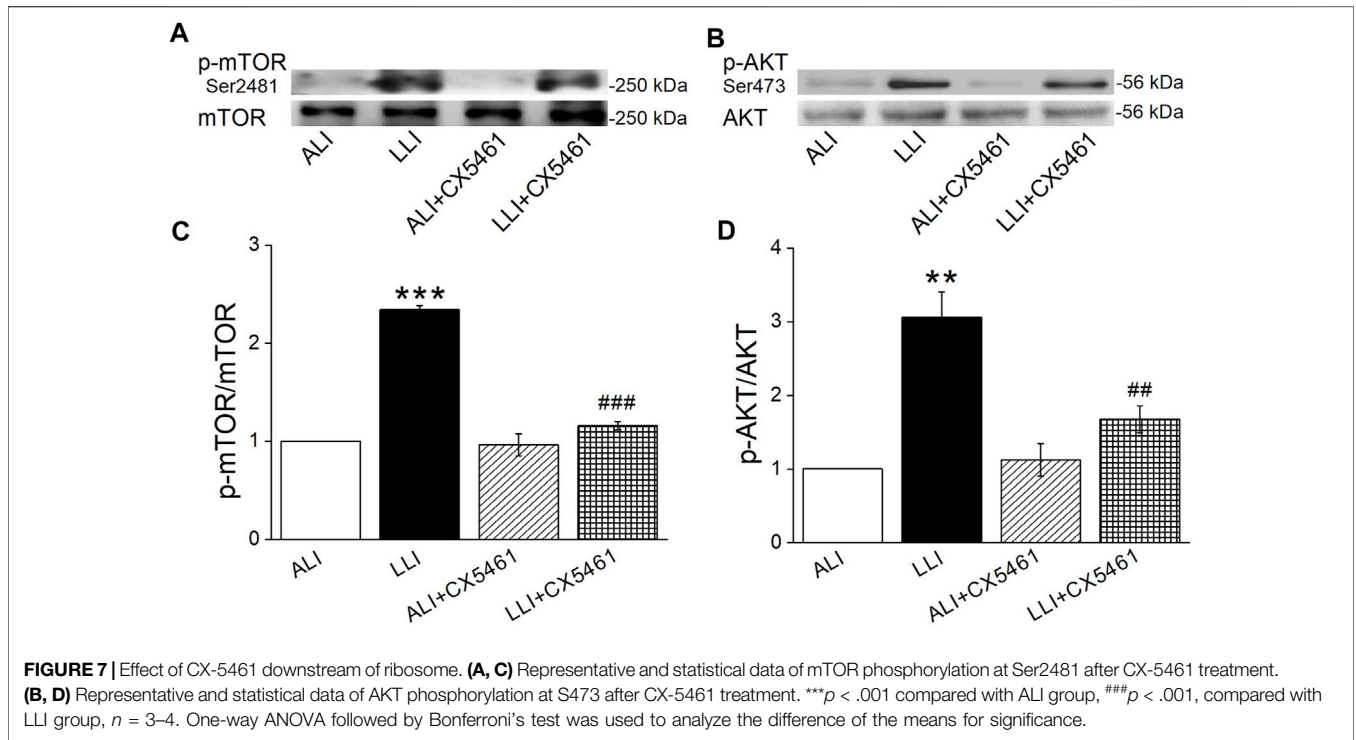 A
p-mTOR
Ser2481
-250 kDa
mTOR
-250 kDa
ALI
LLI
ALI+CX5461
LLI+CX5461
B
p-AKT
Ser473
-56 kDa
AKT
-56 kDa
ALI
LLI
ALI+CX5461
LLI+CX5461
C
p-mTOR/mTOR
3
2
1
0
***
###
ALI
LLI
ALI+CX5461
LLI+CX5461
D
p-AKT/AKT
4
3
2
1
0
**
##
ALI
LLI
ALI+CX5461
LLI+CX5461
FIGURE 7 | Effect of CX-5461 downstream of ribosome. (A, C) Representative and statistical data of mTOR phosphorylation at Ser2481 after CX-5461 treatment.
(B, D) Representative and statistical data of AKT phosphorylation at S473 after CX-5461 treatment. ***p < .001 compared with ALI group, ###p < .001, compared with
LLI group, n = 3–4. One-way ANOVA followed by Bonferroni's test was used to analyze the difference of the means for significance.